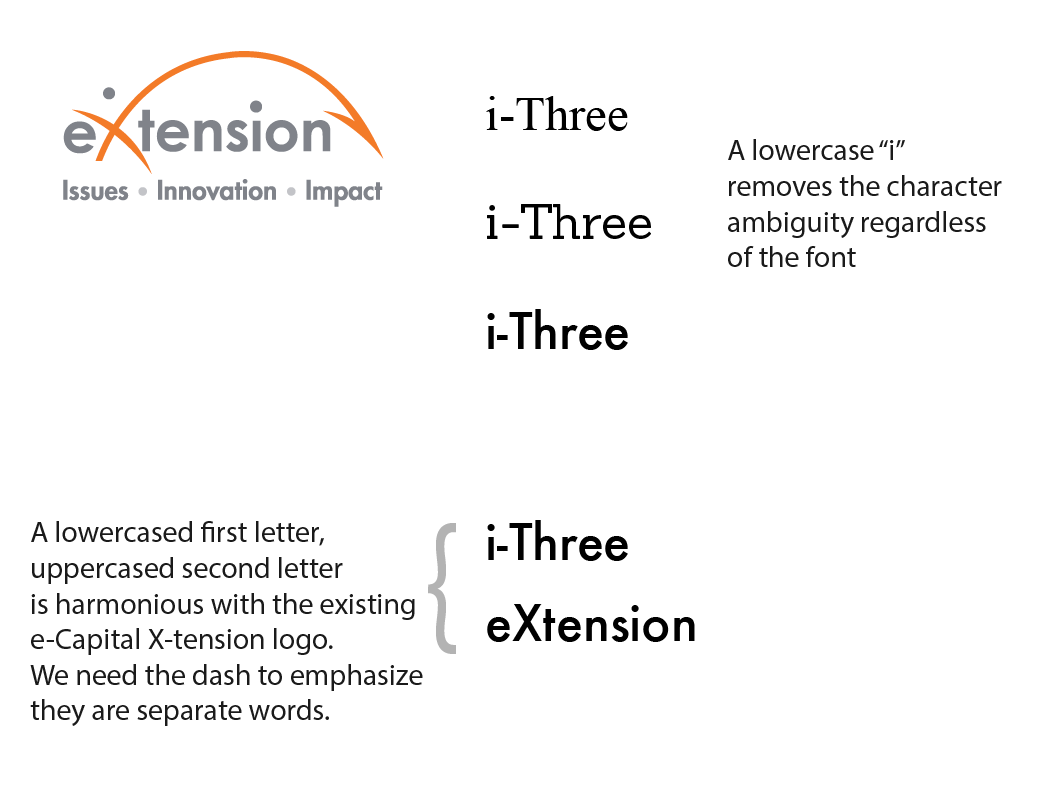 eXtension
Issues • Innovation • Impact
i-Three
i-Three
i-Three
A lowercase “i”
removes the character
ambiguity regardless
of the font
A lowercased first letter,
uppercased second letter
is harmonious with the existing
e-Capital X-tension logo.
We need the dash to emphasize
they are separate words.
{
i-Three
eXtension